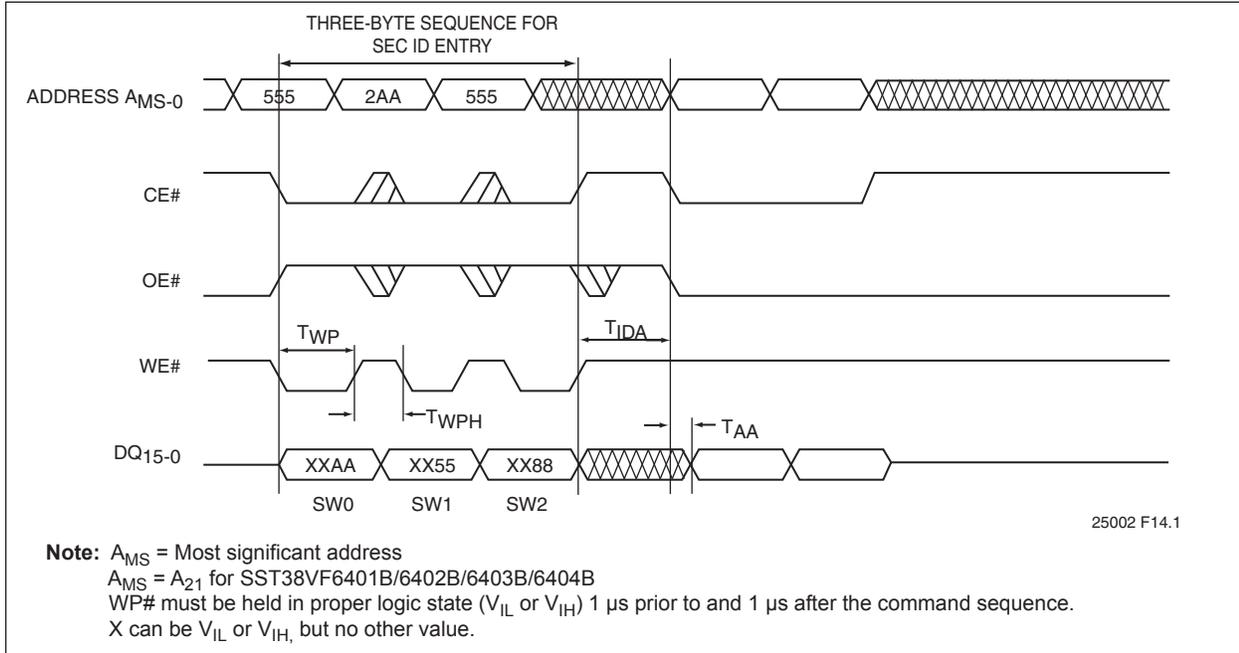 THREE-BYTE SEQUENCE FOR
SEC ID ENTRY
ADDRESS AMS-0
555 2AA 555
CE#
OE#
TWP TIDA
WE#
TWPH TAA
DQ15-0
XXAA XX55 XX88
SW0 SW1 SW2
25002 F14.1
Note: AMS = Most significant address
AMS = A21 for SST38VF6401B/6402B/6403B/6404B
WP# must be held in proper logic state (VIL or VIH) 1 µs prior to and 1 µs after the command sequence.
X can be VIL or VIH, but no other value.